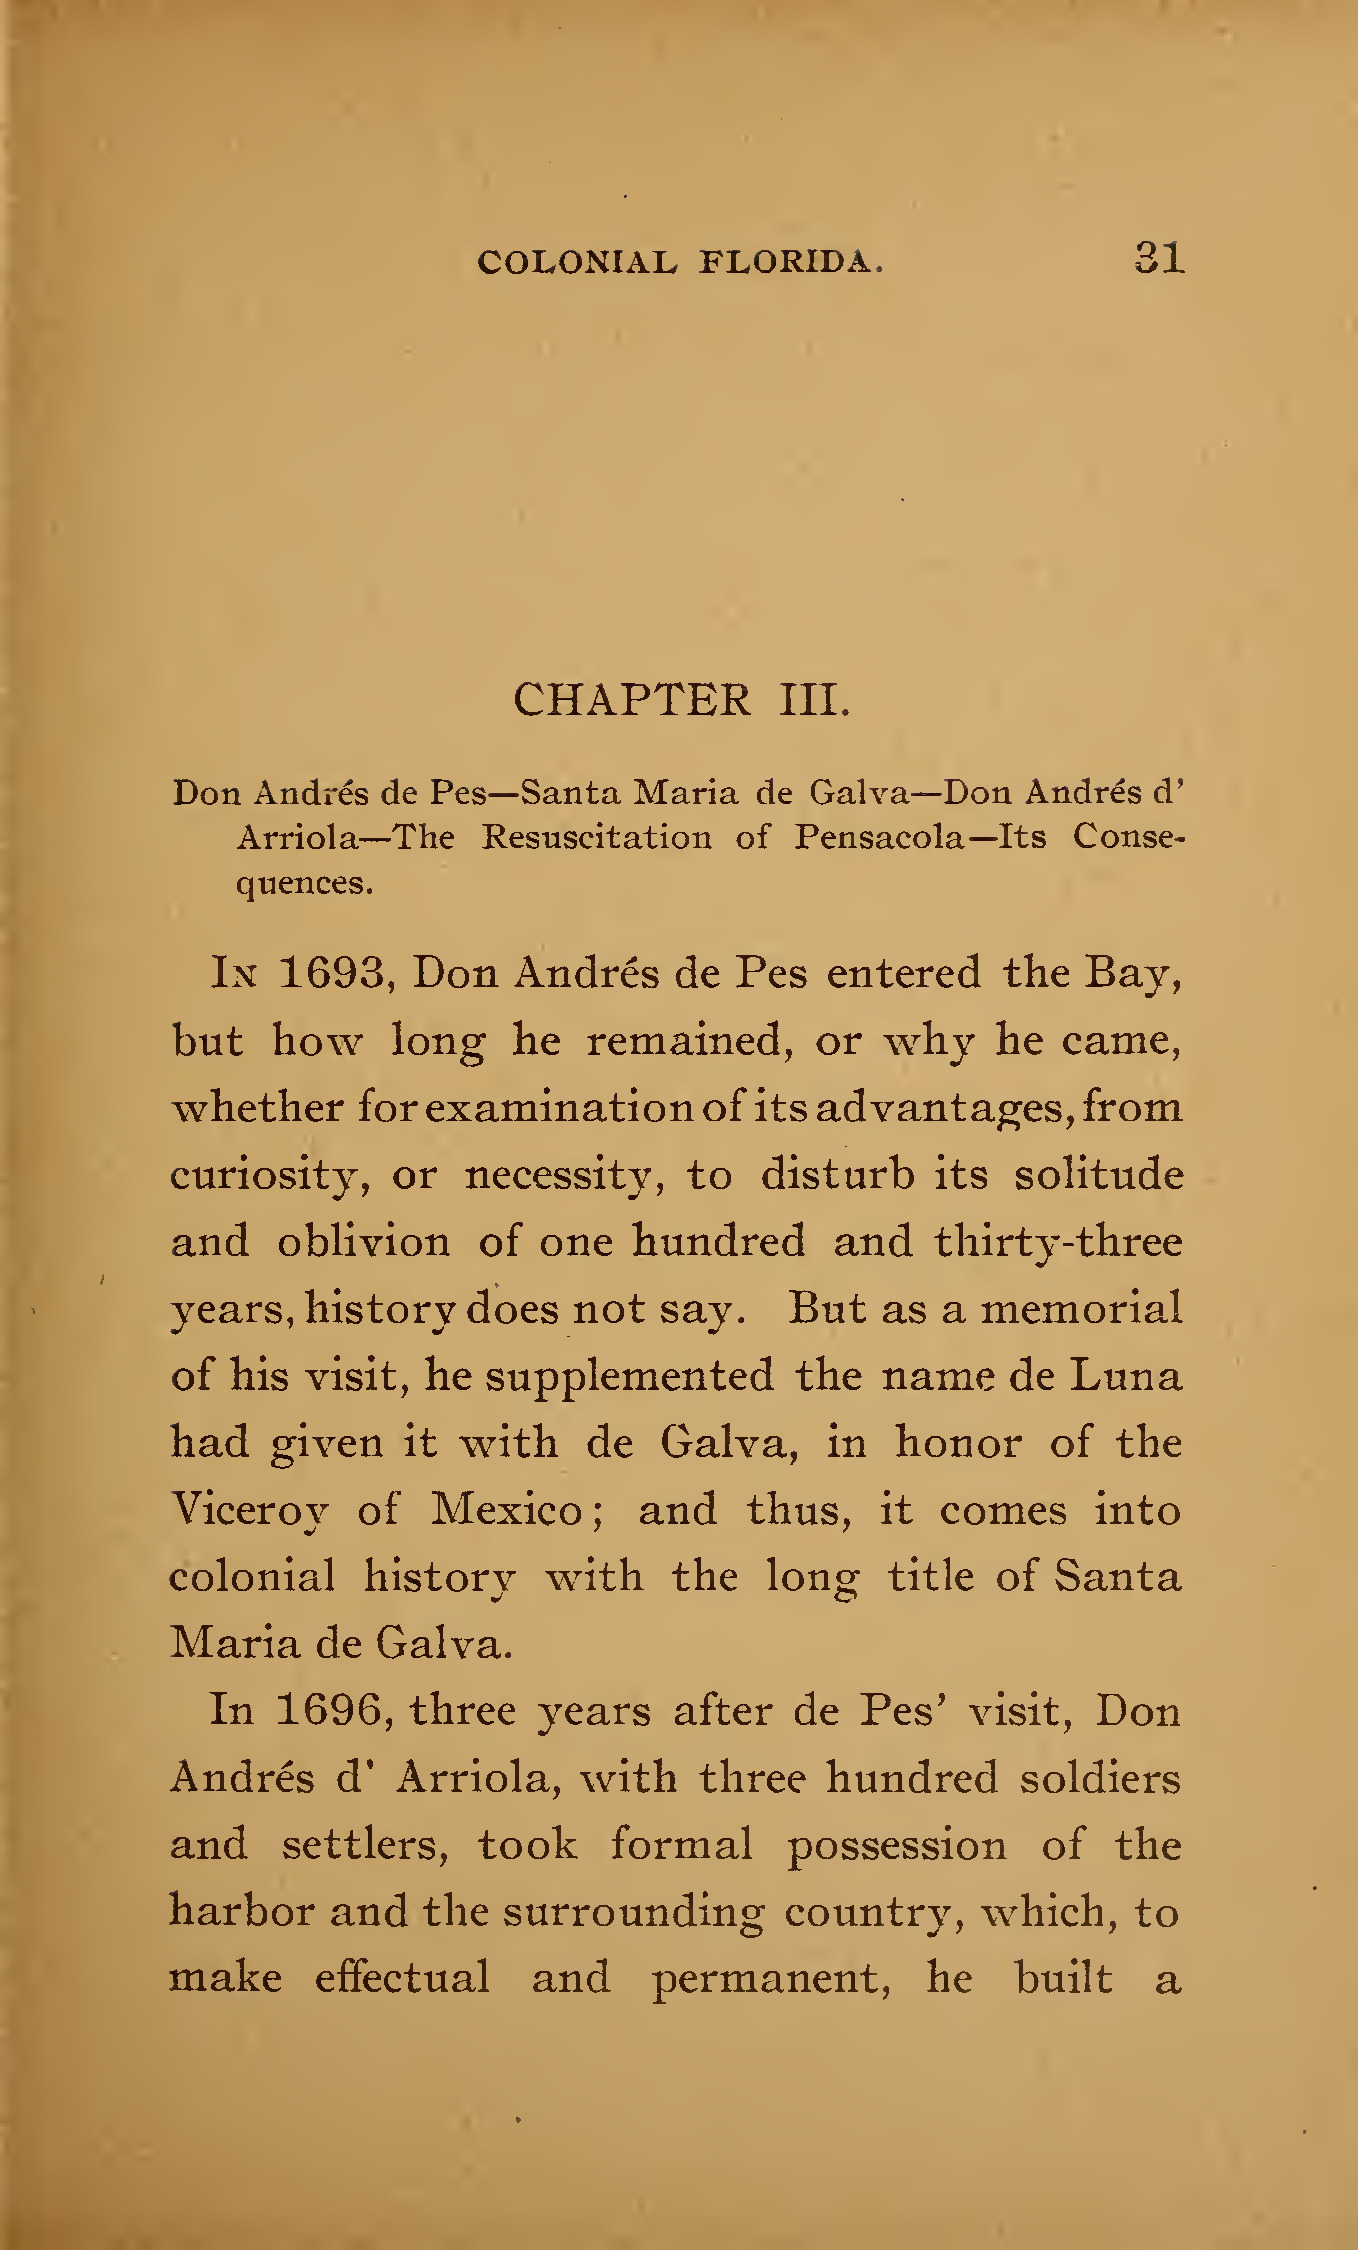 COLONIAL FLORIDA. 31
CHAPTER III.
Don Andrés de Pes—Santa Maria de Galva—Don Andrés d'
Arriola—The Resuscitation of Pensacola—Its Conse-
quences.
In 1693, Don Andrés de Pes entered the Bay,
but how long he remained, or why he came,
whether for examination of its advantages, from
curiosity, or necessity, to disturb its solitude
and oblivion of one hundred and thirty-three
years, history does not say. But as a memorial
of his visit, he supplemented the name de Luna
had given it with de Galva, in honor of the
Viceroy of Mexico; and thus, it comes into
colonial history with the long title of Santa
Maria de Galva.
In 1696, three years after de Pes' visit, Don
Andrés d' Arriola, with three hundred soldiers
and settlers, took formal possession of the
harbor and the surrounding country, which, to
make effectual and permanent, he built a